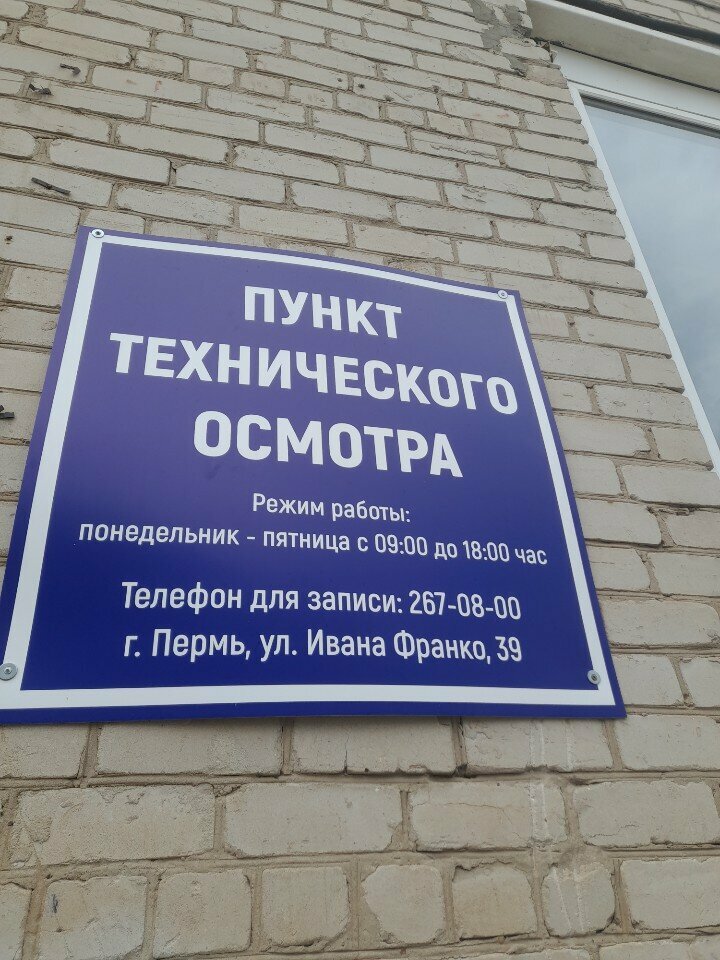 ПУНКТ
ТЕХНИЧЕСКОГО
ОСМОТРА
Режим работы:
понедельник - пятница с 09:00 до 18:00 час
Телефон для записи: 267-08-00
г. Пермь, ул. Ивана Франко, 39